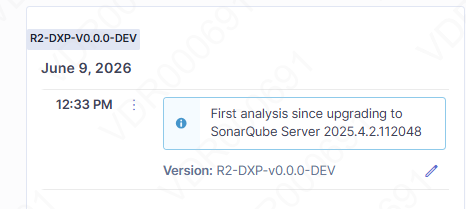 R2-DXP-V0.0.0-DEV
June 9, 2026
12:33 PM
First analysis since upgrading to
SonarQube Server 2025.4.2.112048
Version: R2-DXP-v0.0.0-DEV
VDR000691